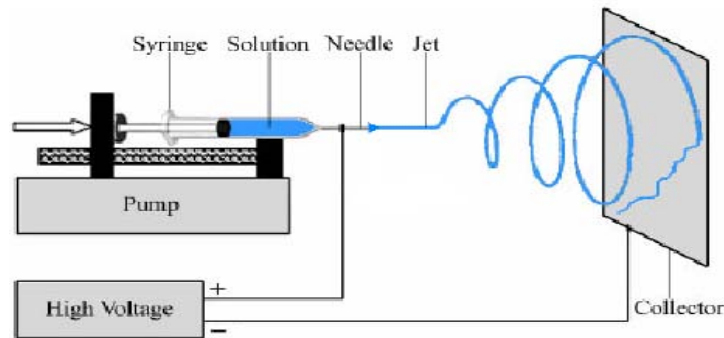 Syringe Solution Needle Jet
Pump
+
High Voltage
−
Collector